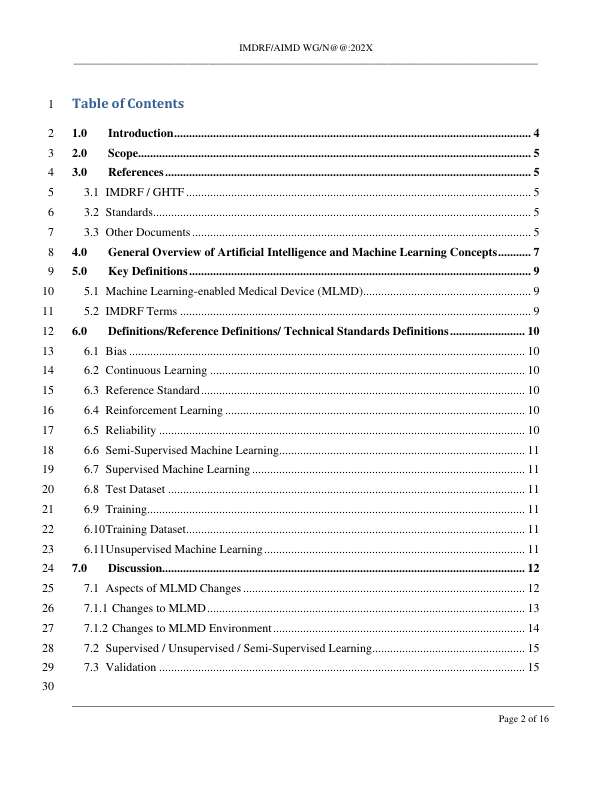 IMDRF/AIMD WG/N@@:202X
1 Table of Contents
2 1.0 Introduction.......... 4
3 2.0 Scope.......... 5
4 3.0 References.......... 5
5 3.1 IMDRF / GHTF.......... 5
6 3.2 Standards.......... 5
7 3.3 Other Documents.......... 5
8 4.0 General Overview of Artificial Intelligence and Machine Learning Concepts.......... 7
9 5.0 Key Definitions.......... 9
10 5.1 Machine Learning-enabled Medical Device (MLMD).......... 9
11 5.2 IMDRF Terms.......... 9
12 6.0 Definitions/Reference Definitions/ Technical Standards Definitions.......... 10
13 6.1 Bias.......... 10
14 6.2 Continuous Learning.......... 10
15 6.3 Reference Standard.......... 10
16 6.4 Reinforcement Learning.......... 10
17 6.5 Reliability.......... 10
18 6.6 Semi-Supervised Machine Learning.......... 11
19 6.7 Supervised Machine Learning.......... 11
20 6.8 Test Dataset.......... 11
21 6.9 Training.......... 11
22 6.10Training Dataset.......... 11
23 6.11Unsupervised Machine Learning.......... 11
24 7.0 Discussion.......... 12
25 7.1 Aspects of MLMD Changes.......... 12
26 7.1.1 Changes to MLMD.......... 13
27 7.1.2 Changes to MLMD Environment.......... 14
28 7.2 Supervised / Unsupervised / Semi-Supervised Learning.......... 15
29 7.3 Validation.......... 15
30
Page 2 of 16